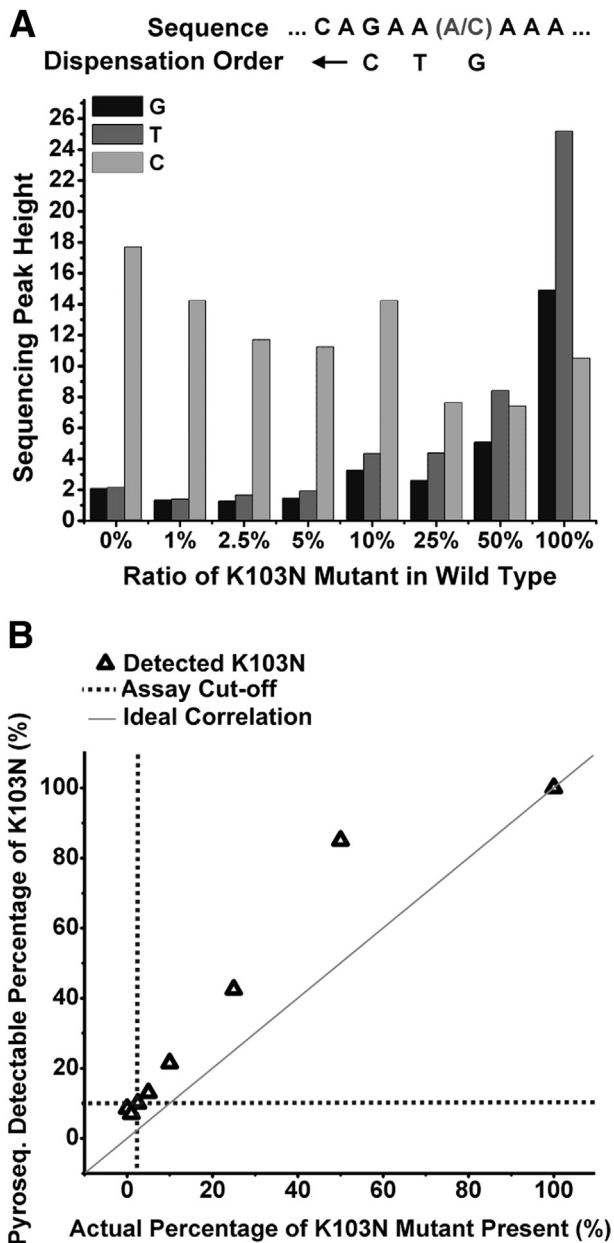 A
Sequence ... C A G A A (A/C) A A A ...
Dispensation Order ← C T G
G
T
C
26
24
22
20
18
16
14
12
10
8
6
4
2
0
Sequencing Peak Height
0% 1% 2.5% 5% 10% 25% 50% 100%
Ratio of K103N Mutant in Wild Type
B
Detected K103N
Assay Cut-off
Ideal Correlation
Pyroseq. Detectable Percentage of K103N (%)
100
80
60
40
20
0
0 20 40 60 80 100
Actual Percentage of K103N Mutant Present (%)